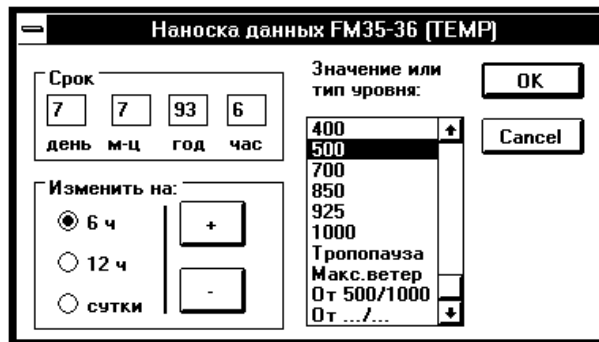 Наноска данных FM35-36 (TEMP)
Срок
7 7 93 6
день м-ц год час
Изменить на:
6 ч
12 ч
сутки
+
-
Значение или
тип уровня:
400
500
700
850
925
1000
Тропопауза
Макс.ветер
От 500/1000
От .../...
OK
Cancel